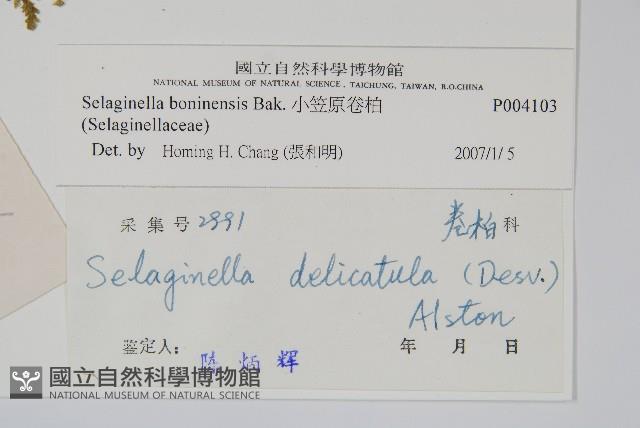 國立自然科學博物館
NATIONAL MUSEUM OF NATURAL SCIENCE , TAICHUNG, TAIWAN, R.O.CHINA
Selaginella boninensis Bak. 小笠原卷柏 P004103
(Selaginellaceae)
Det. by Homing H. Chang (張和明) 2007/1/ 5
采集号 2991 卷柏科
Selaginella delicatula (Desv.)
Alston
鉴定人: 炳辉 年 月 日
國立自然科學博物館
NATIONAL MUSEUM OF NATURAL SCIENCE